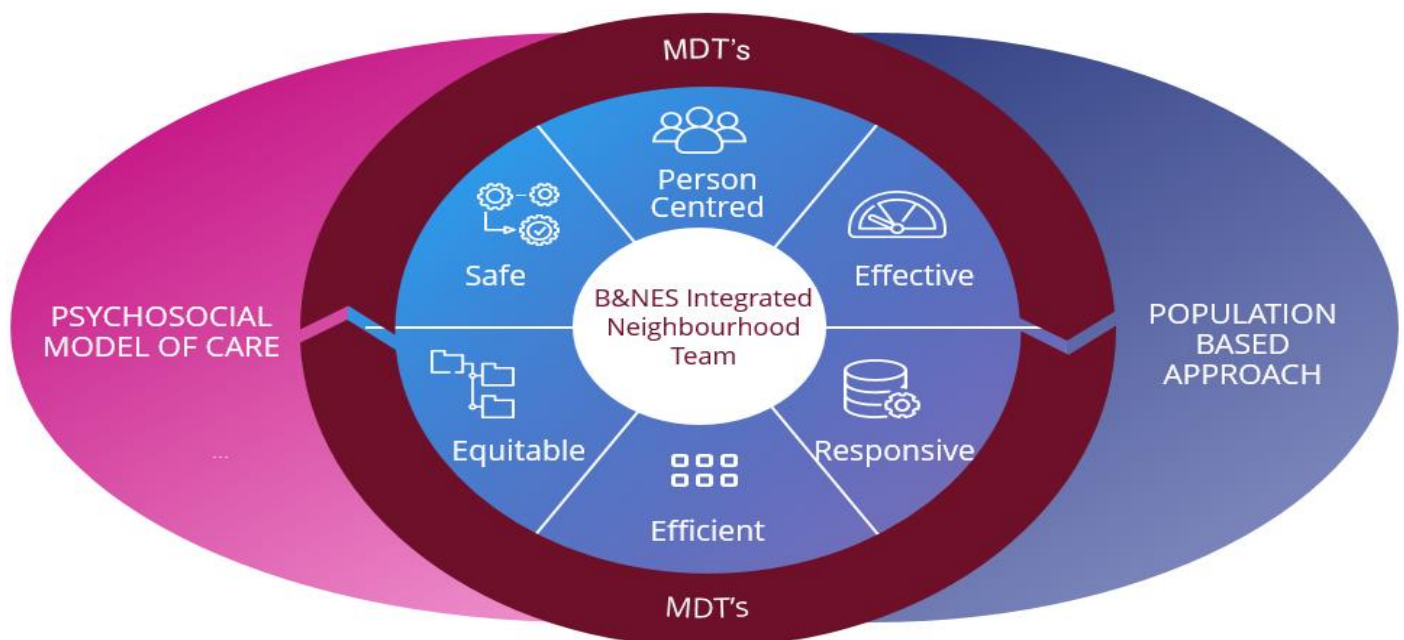 MDT's
Person
Centred
Safe
Effective
B&NES Integrated
Neighbourhood
Team
PSYCHOSOCIAL
MODEL OF CARE
...
POPULATION
BASED
APPROACH
Equitable
Responsive
Efficient
MDT's